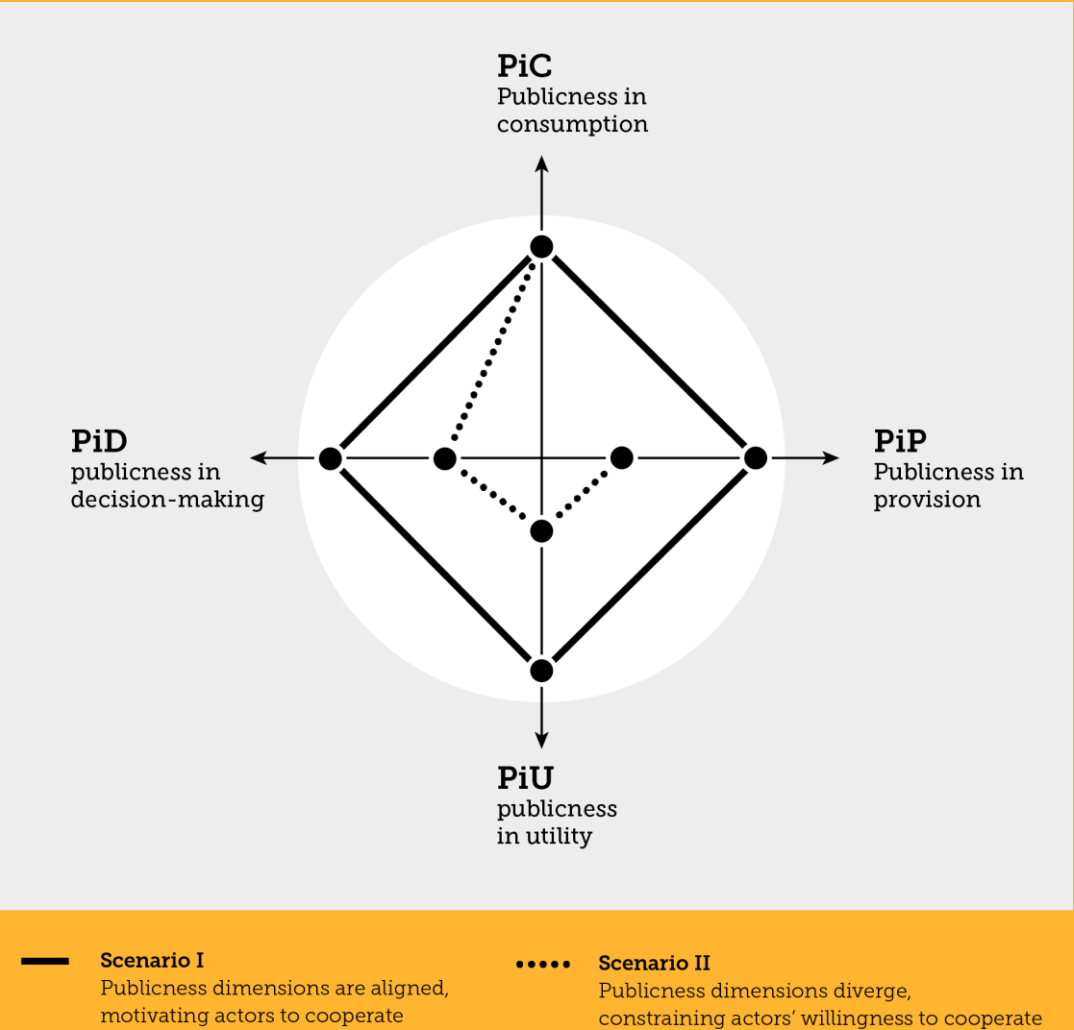 PiC
Publicness in
consumption
PiD
publicness in
decision-making
PiP
Publicness in
provision
PiU
publicness
in utility
Scenario I
Publicness dimensions are aligned,
motivating actors to cooperate
Scenario II
Publicness dimensions diverge,
constraining actors’ willingness to cooperate